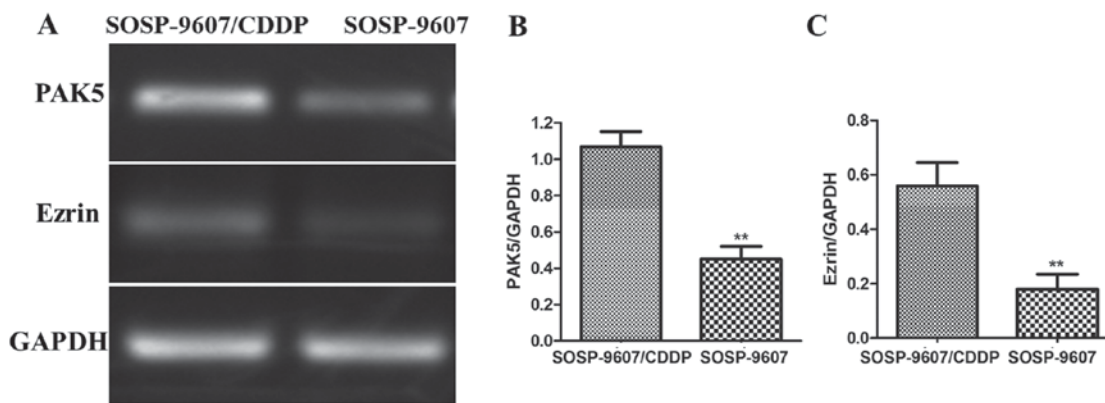 A
SOSP-9607/CDDP SOSP-9607
PAK5
Ezrin
GAPDH
B
PAK5/GAPDH
1.2
1.0
0.8
0.6
0.4
0.2
0.0
**
SOSP-9607/CDDP SOSP-9607
C
Ezrin/GAPDH
0.8
0.6
0.4
0.2
0.0
**
SOSP-9607/CDDP SOSP-9607